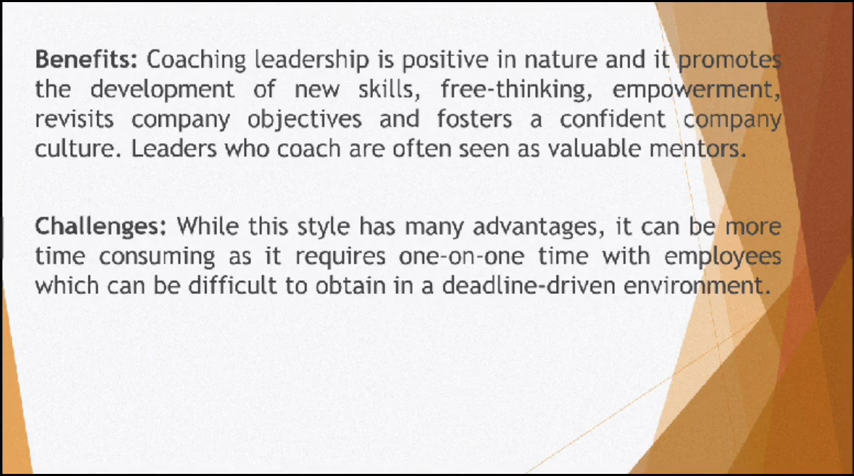 Benefits: Coaching leadership is positive in nature and it promotes
the development of new skills, free-thinking, empowerment,
revisits company objectives and fosters a confident company
culture. Leaders who coach are often seen as valuable mentors.
Challenges: While this style has many advantages, it can be more
time consuming as it requires one-on-one time with employees
which can be difficult to obtain in a deadline-driven environment.